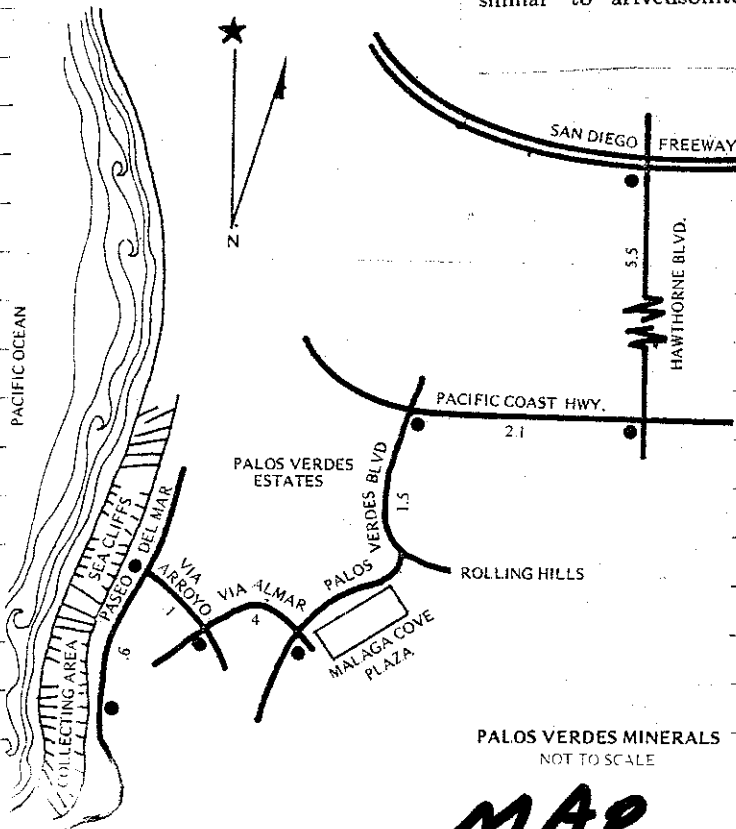 similar to
SAN DIEGO FREEWAY
N
5.5
HAWTHORNE BLVD.
PACIFIC OCEAN
PACIFIC COAST HWY.
2.1
PALOS VERDES
ESTATES
PALOS VERDES BLVD
1.5
SEA CLIFFS
PASEO DEL MAR
VIA
ARROYO
.1
VIA ALMAR
4
ROLLING HILLS
MALAGA COVE
PLAZA
.6
COLLECTING AREA
PALOS VERDES MINERALS
NOT TO SCALE
MAP